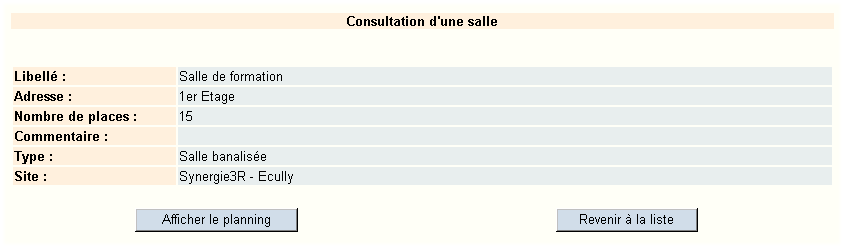 Consultation d'une salle
Libellé : Salle de formation
Adresse : 1er Etage
Nombre de places : 15
Commentaire :
Type : Salle banalisée
Site : Synergie3R - Ecully
Afficher le planning Revenir à la liste